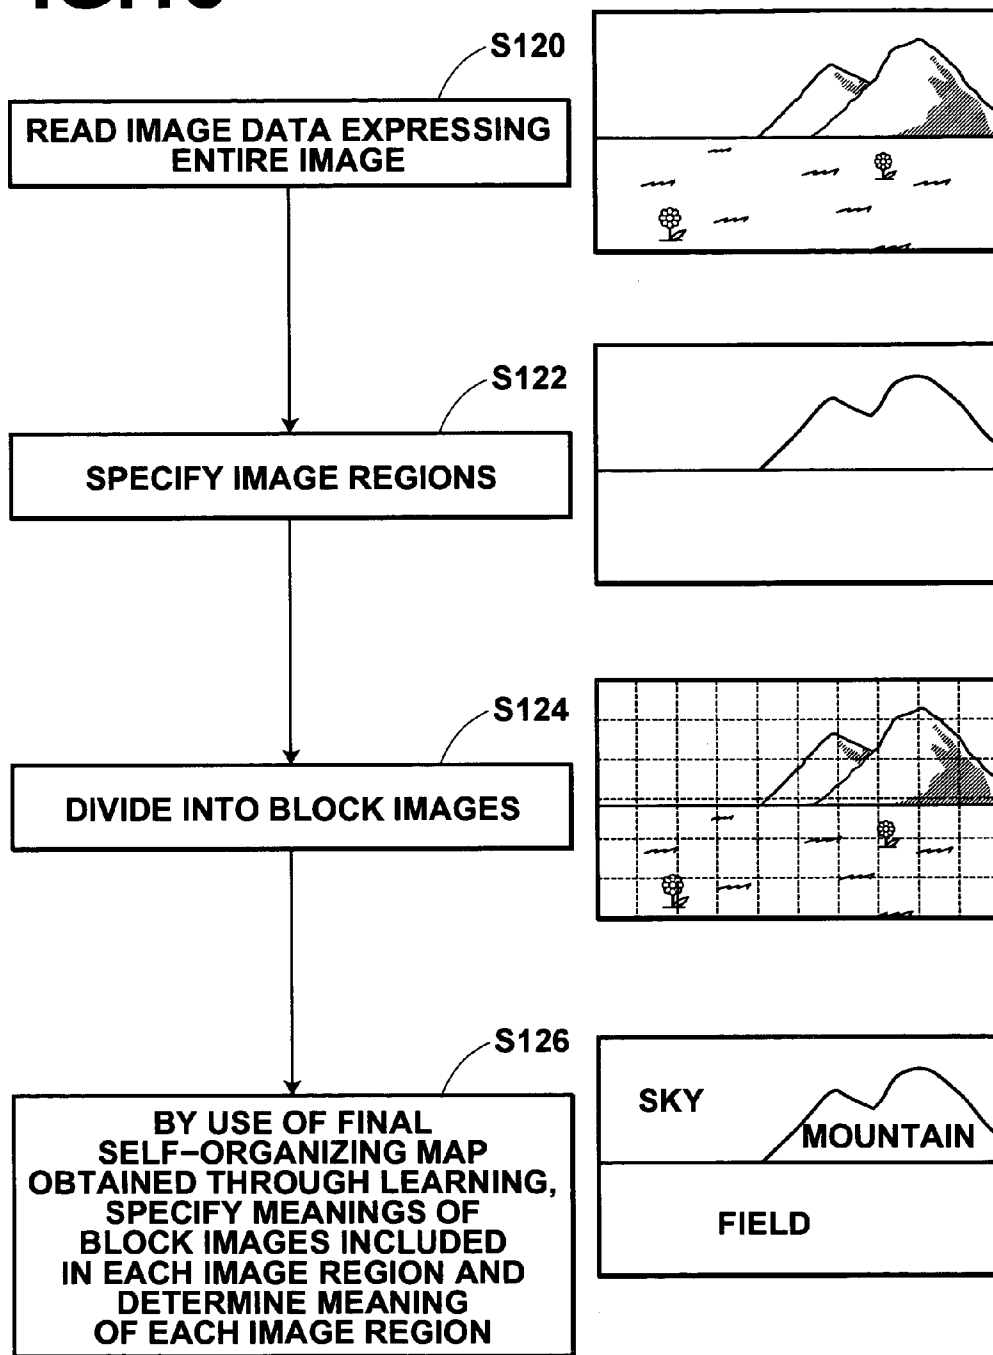 S120
READ IMAGE DATA EXPRESSING
ENTIRE IMAGE
S122
SPECIFY IMAGE REGIONS
S124
DIVIDE INTO BLOCK IMAGES
S126
BY USE OF FINAL
SELF-ORGANIZING MAP
OBTAINED THROUGH LEARNING,
SPECIFY MEANINGS OF
BLOCK IMAGES INCLUDED
IN EACH IMAGE REGION AND
DETERMINE MEANING
OF EACH IMAGE REGION
SKY
MOUNTAIN
FIELD